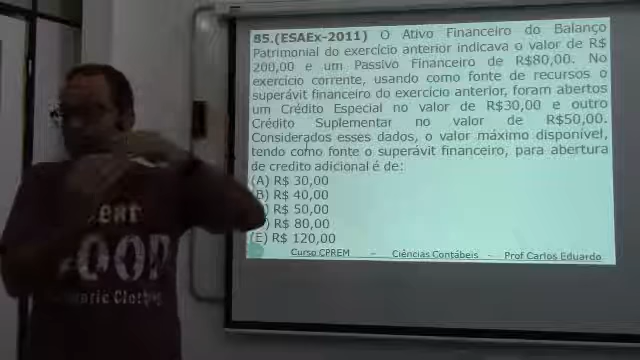 85.(ESAEx-2011) O Ativo Financeiro do Balanço
Patrimonial do exercício anterior indicava o valor de R$
200,00 e um Passivo Financeiro de R$80,00. No
exercício corrente, usando como fonte de recursos o
superávit financeiro do exercício anterior, foram abertos
um Crédito Especial no valor de R$30,00 e outro
Crédito Suplementar no valor de R$50,00.
Considerados esses dados, o valor máximo disponível,
tendo como fonte o superávit financeiro, para abertura
de credito adicional é de:
(A) R$ 30,00
B) R$ 40,00
) R$ 50,00
) R$ 80,00
(E) R$ 120,00
Curso CPREM – Ciências Contábeis - Prof Carlos Eduardo